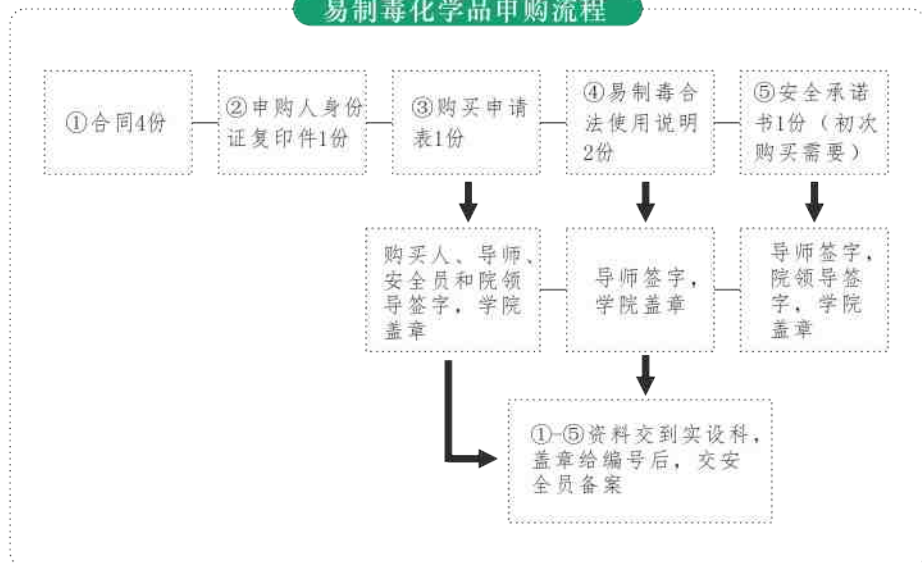 易制毒化学品申购流程
①合同4份
②申购人身份
证复印件1份
③购买申请
表1份
④易制毒合
法使用说明
2份
⑤安全承诺
书1份（初次
购买需要）
购买人、导师、
安全员和院领
导签字，学院
盖章
导师签字，
学院盖章
导师签字，
院领导签
字，学院
盖章
①-⑤资料交到实设科，
盖章给编号后，交安
全员备案